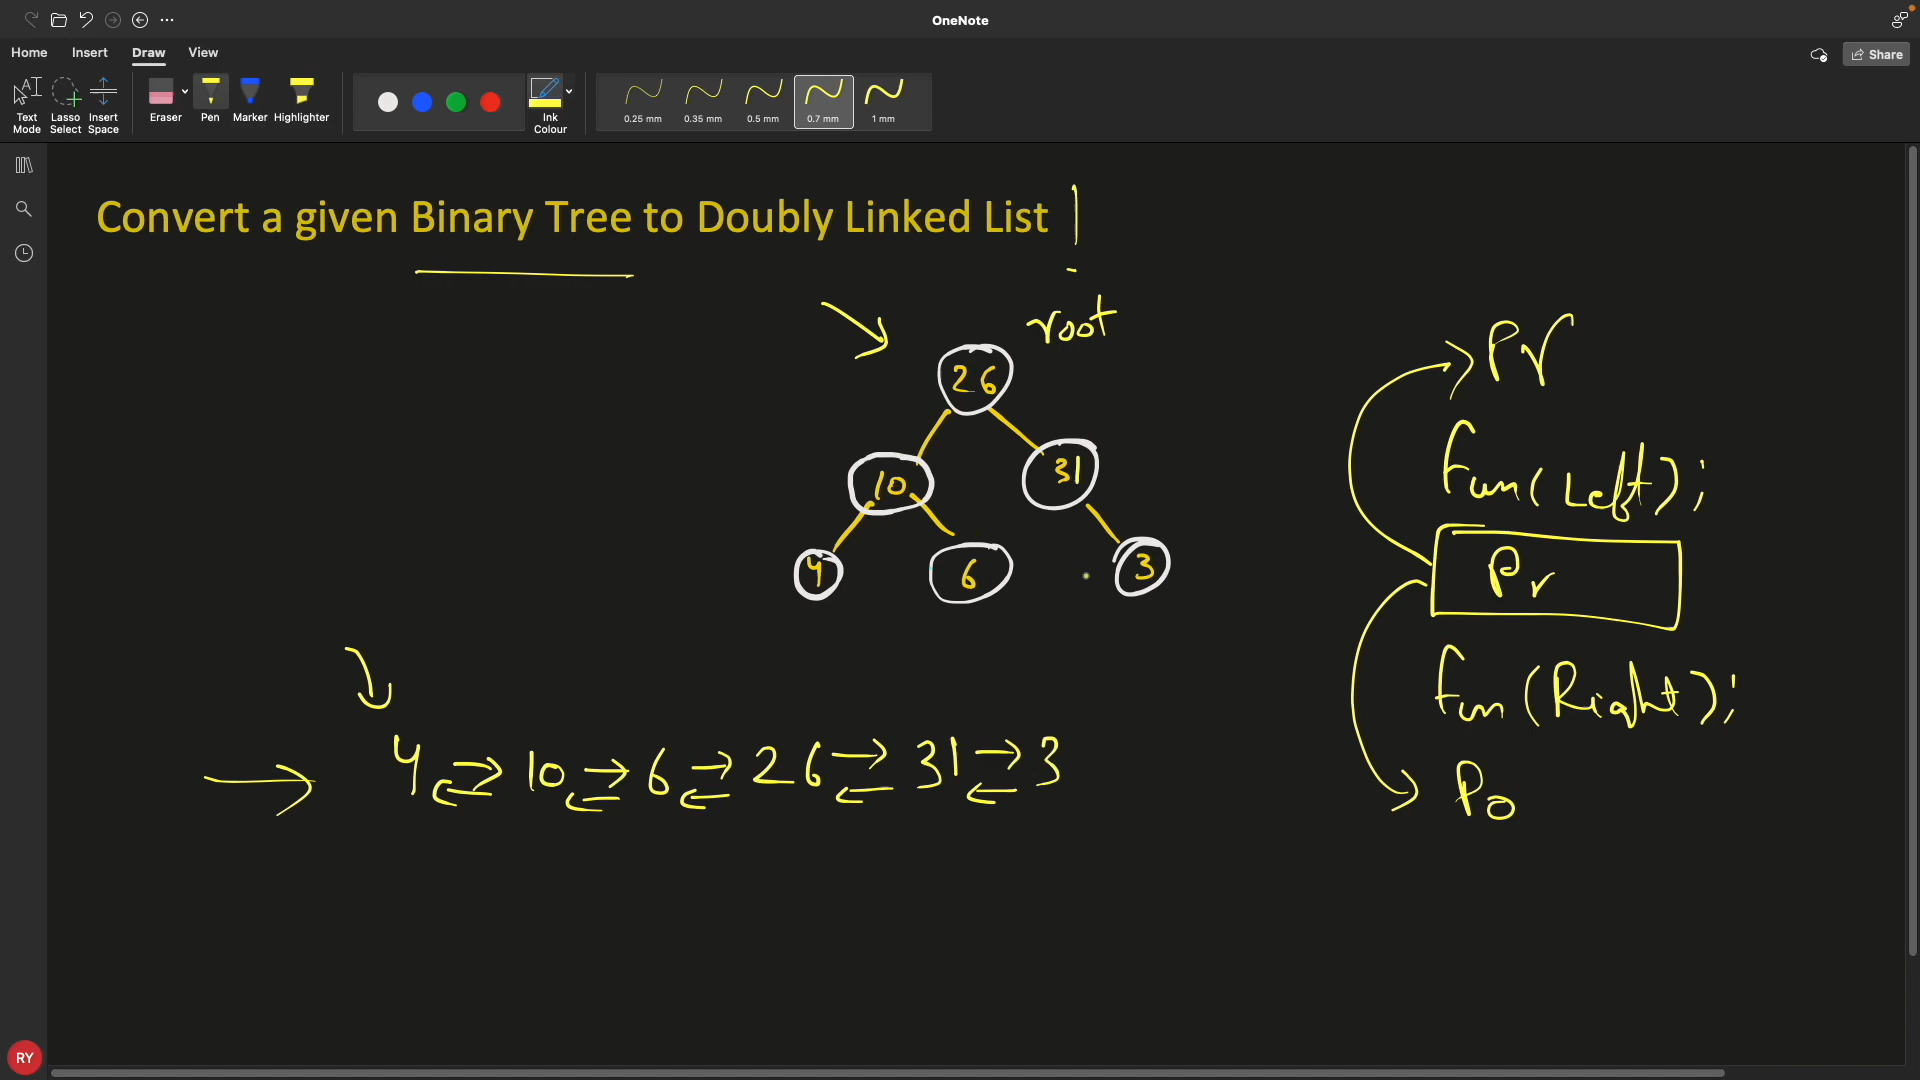 OneNote
Home Insert Draw View
Share
Text Mode
Lasso Select
Insert Space
Eraser
Pen
Marker
Highlighter
Ink Colour
0.25 mm
0.35 mm
0.5 mm
0.7 mm
1 mm
Convert a given Binary Tree to Doubly Linked List
root
26
10 31
4 6 3
4 10 6 26 31 3
Pr
fun(Left);
Pr
fun(Right);
Po
RY